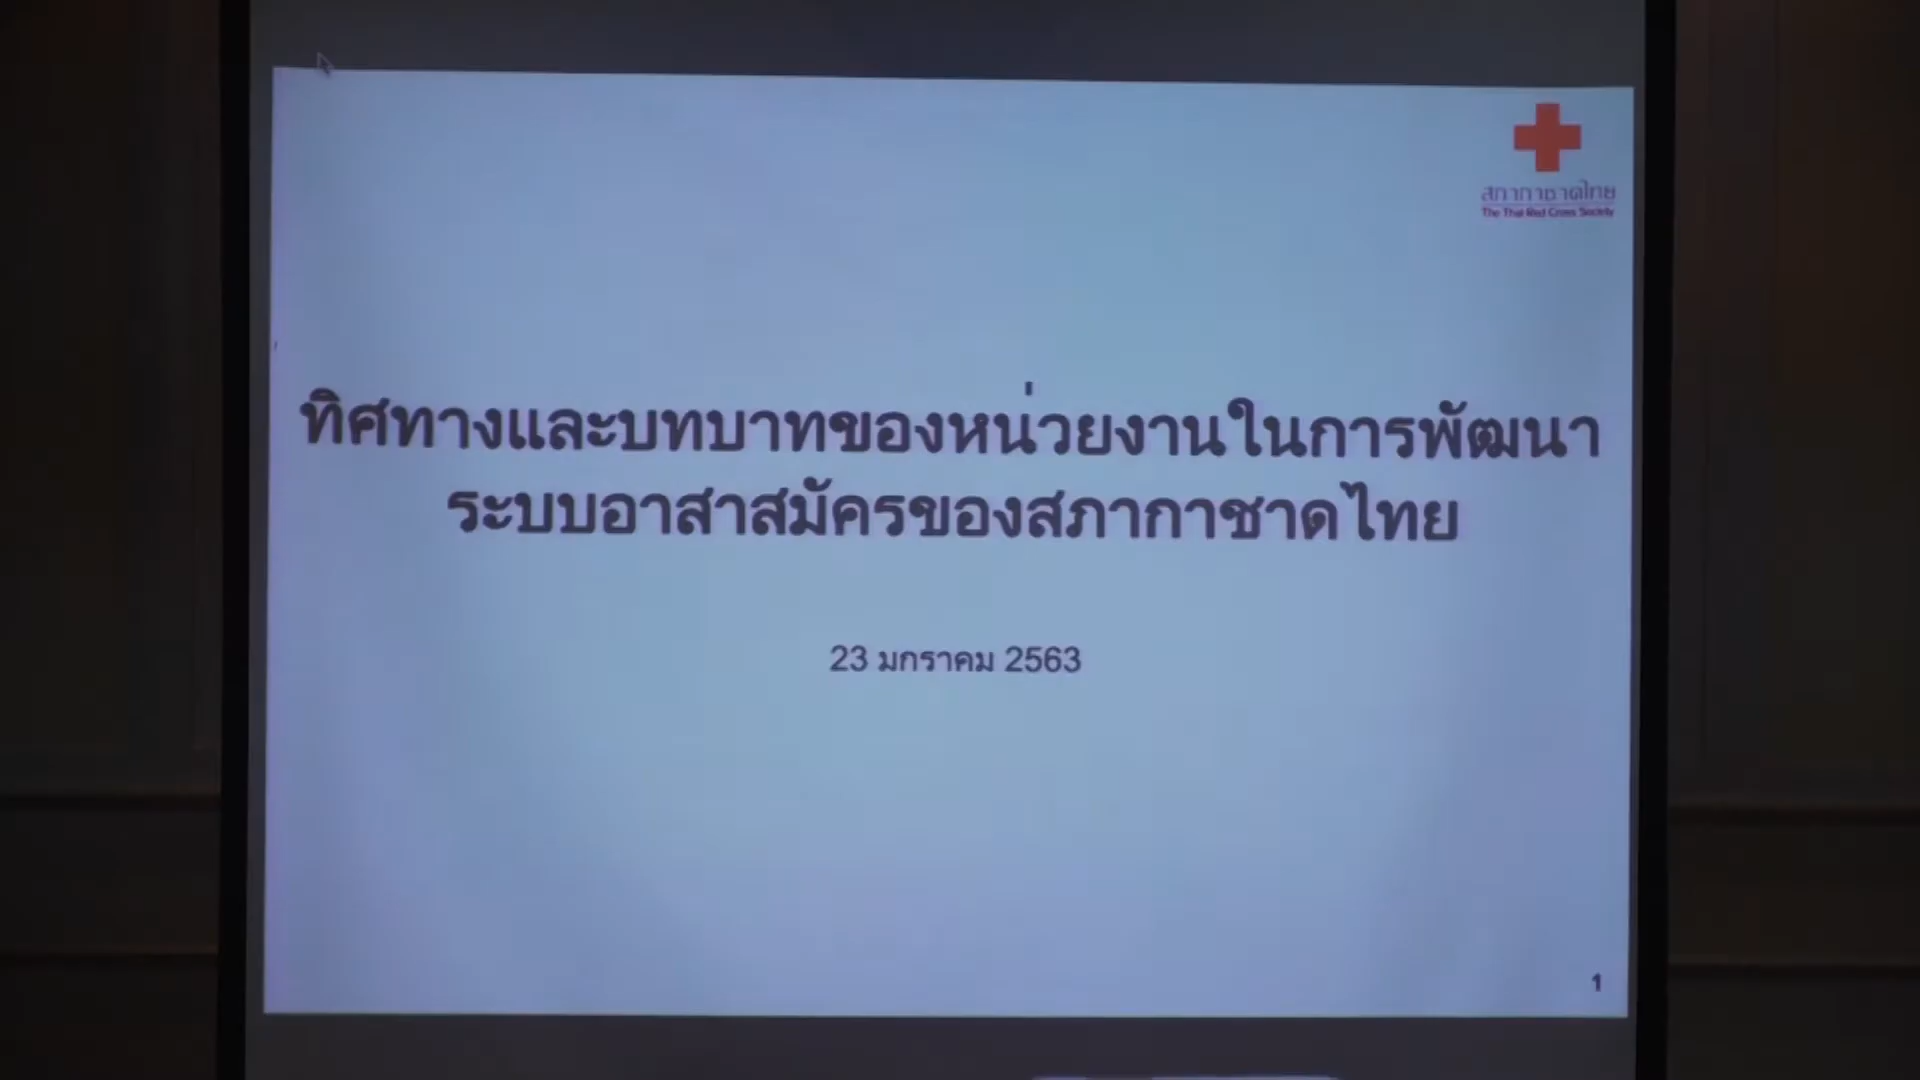 สภากาชาดไทย
The Thai Red Cross Society
ทิศทางและบทบาทของหน่วยงานในการพัฒนา
ระบบอาสาสมัครของสภากาชาดไทย
23 มกราคม 2563
1